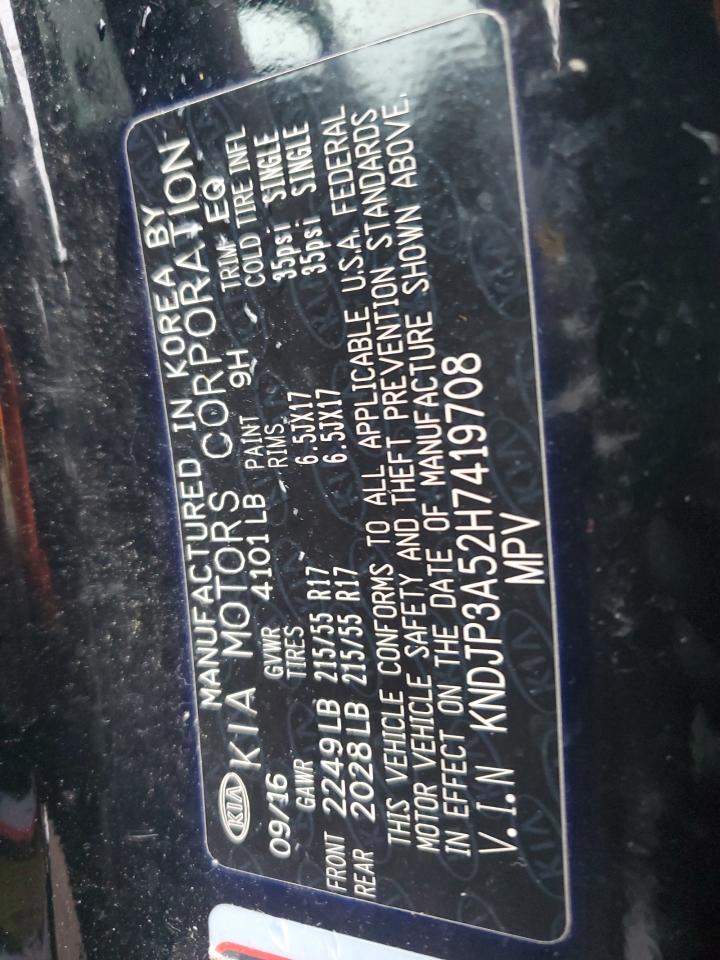 MANUFACTURED IN KOREA BY
KIA KIA MOTORS CORPORATION
09/16 GVWR 4101LB PAINT 9H TRIM EQ
GAWR TIRES RIMS COLD TIRE INFL
FRONT 2249LB 215/55 R17 6.5JX17 35psi SINGLE
REAR 2028LB 215/55 R17 6.5JX17 35psi SINGLE
THIS VEHICLE CONFORMS TO ALL APPLICABLE U.S.A. FEDERAL
MOTOR VEHICLE SAFETY AND THEFT PREVENTION STANDARDS
IN EFFECT ON THE DATE OF MANUFACTURE SHOWN ABOVE.
V.I.N KNDJP3A52H7419708
MPV